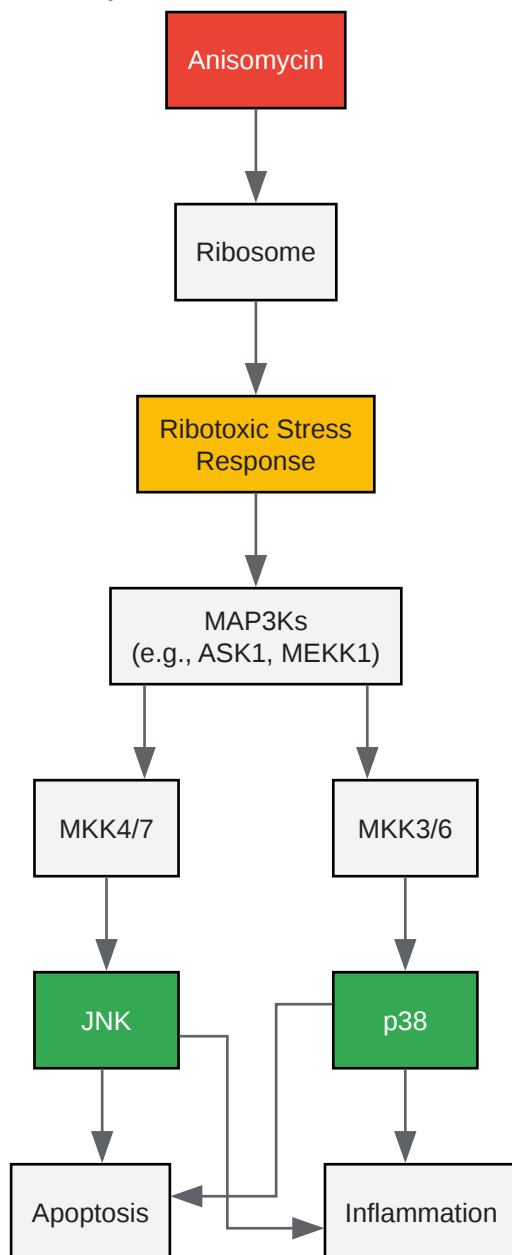 Anisomycin
Ribosome
Ribotoxic Stress
Response
MAP3Ks
(e.g., ASK1, MEKK1)
MKK4/7
MKK3/6
JNK
p38
Apoptosis
Inflammation